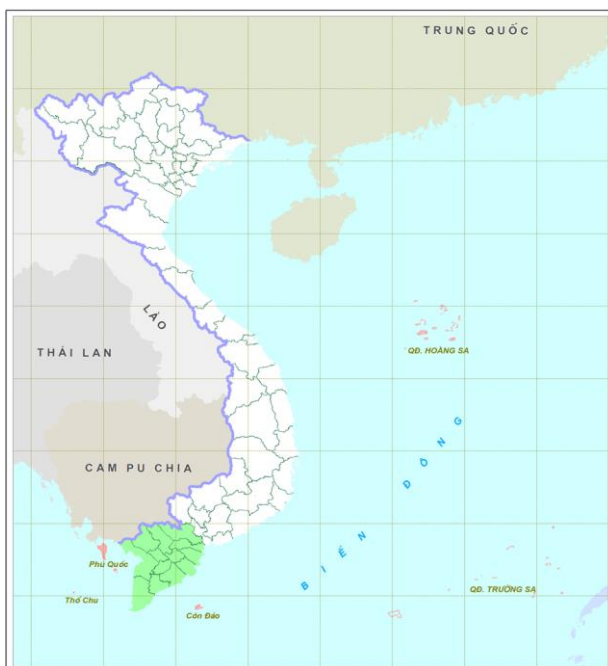 TRUNG QUỐC
LÀO
THÁI LAN
QĐ. HOÀNG SA
CAM PU CHIA
BIỂN ĐÔNG
Phú Quốc
QĐ. TRƯỜNG SA
Thổ Chu
Côn Đảo